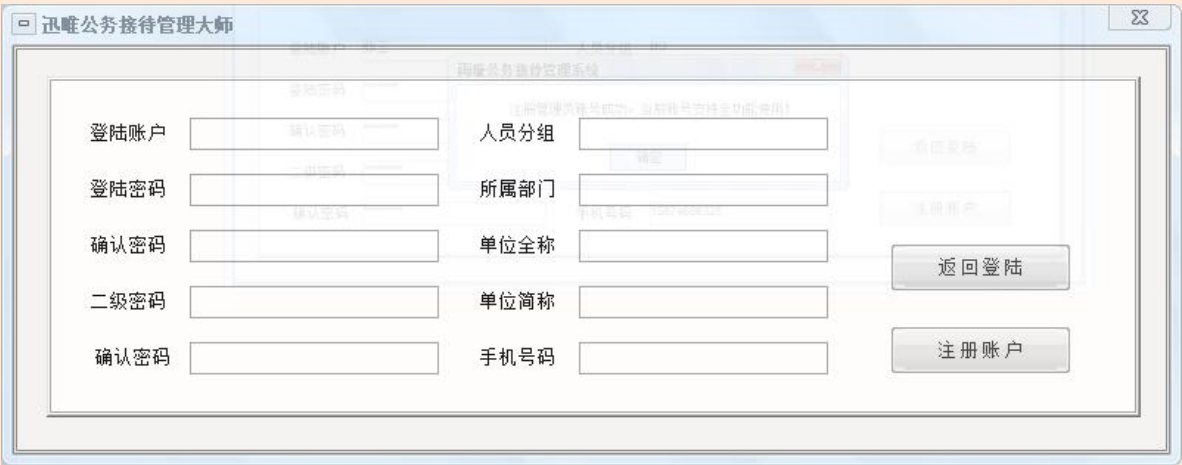 迅唯公务接待管理大师
登陆账户 人员分组
登陆密码 所属部门
确认密码 单位全称
二级密码 单位简称
确认密码 手机号码
返回登陆
注册账户